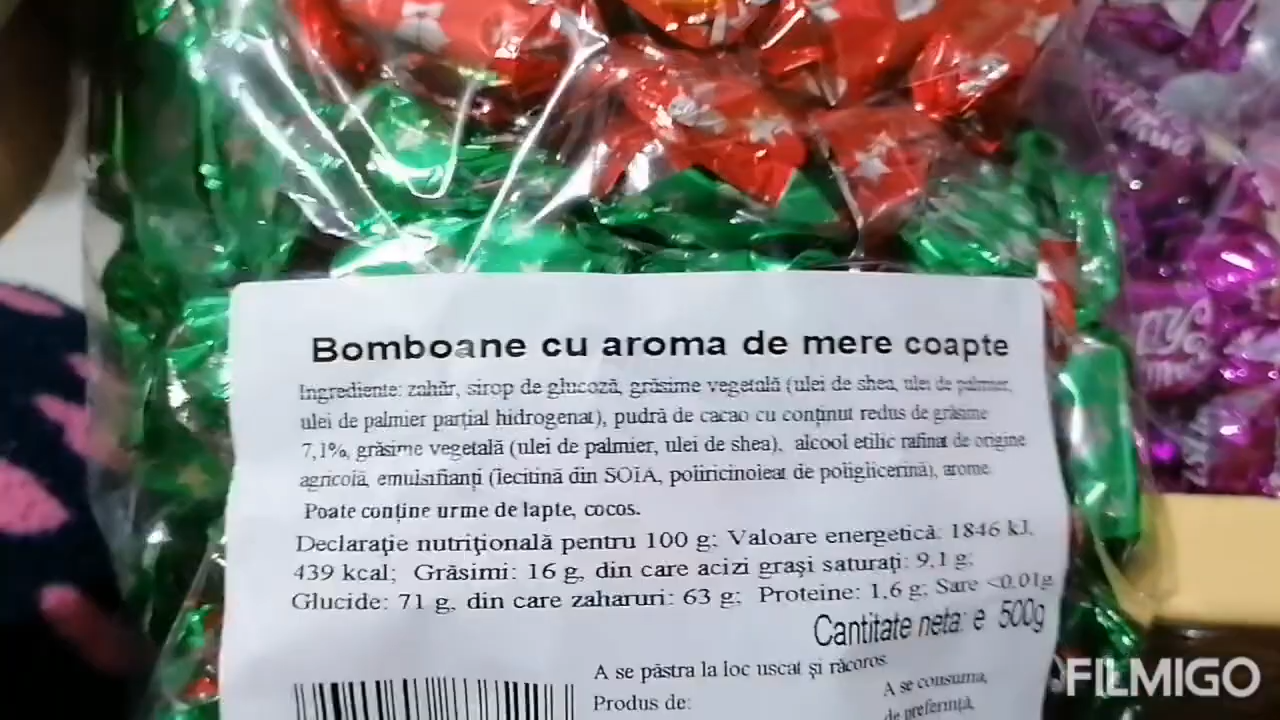 Bomboane cu aroma de mere coapte
Ingrediente: zahăr, sirop de glucoză, grăsime vegetală (ulei de shea, ulei de palmier,
ulei de palmier parțial hidrogenat), pudră de cacao cu conținut redus de grăsime
7,1%, grăsime vegetală (ulei de palmier, ulei de shea), alcool etilic rafinat de origine
agricolă, emulsifianți (lecitină din SOIA, poliricinoleat de poliglicerină), arome.
Poate conține urme de lapte, cocos.
Declarație nutrițională pentru 100 g: Valoare energetică: 1846 kJ,
439 kcal; Grăsimi: 16 g, din care acizi grași saturați: 9,1 g;
Glucide: 71 g, din care zaharuri: 63 g; Proteine: 1,6 g; Sare <0.01g
Cantitate neta: e 500g
A se păstra la loc uscat și răcoros.
Produs de:
A se consuma,
de preferință,
FILMIGO